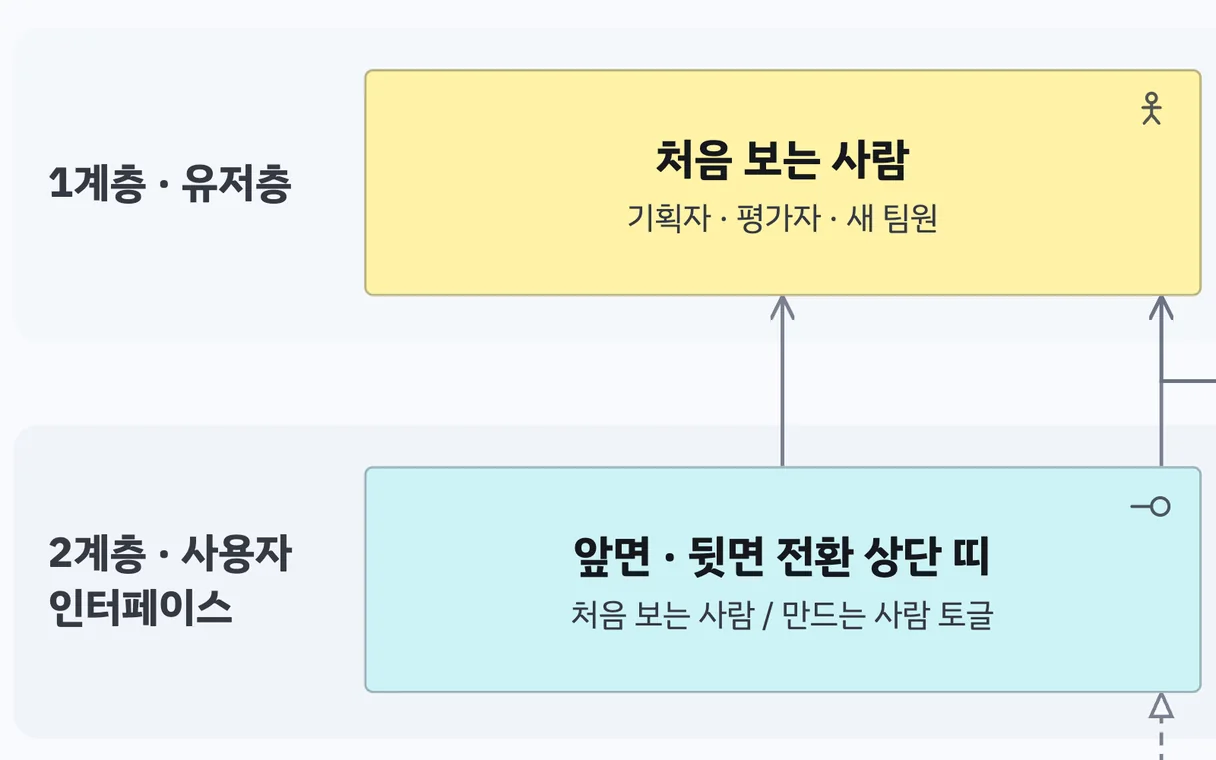 1계층 · 유저층
처음 보는 사람
기획자 · 평가자 · 새 팀원
2계층 · 사용자
인터페이스
앞면 · 뒷면 전환 상단 띠
처음 보는 사람 / 만드는 사람 토글